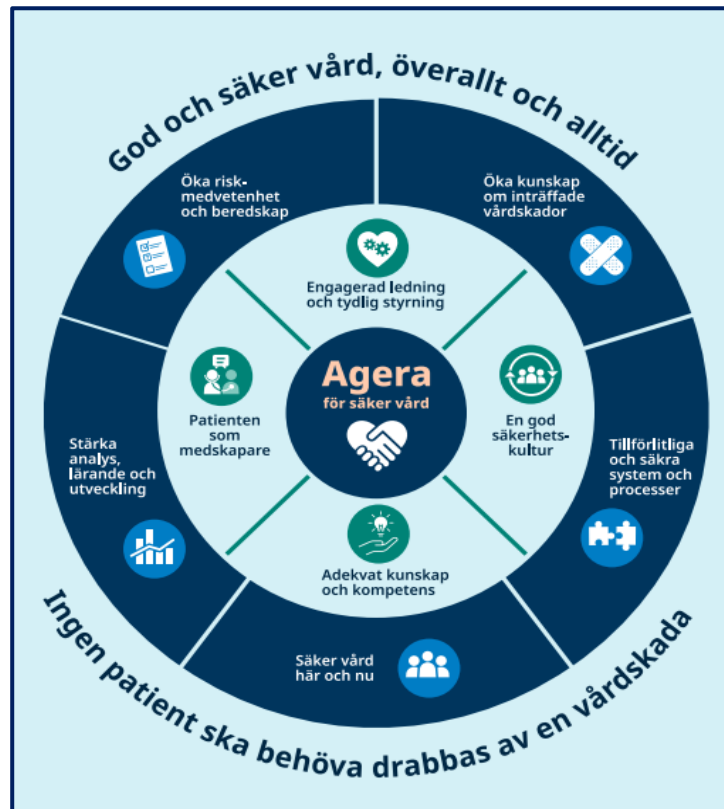 God och säker vård, överallt och alltid
Öka risk-
medvetenhet
och beredskap
Öka kunskap
om inträffade
vårdskador
Engagerad ledning
och tydlig styrning
Agera
för säker vård
Patienten
som
medskapare
En god
säkerhets-
kultur
Stärka
analys,
lärande och
utveckling
Tillförlitliga
och säkra
system och
processer
Adekvat kunskap
och kompetens
Säker vård
här och nu
Ingen patient ska behöva drabbas av en vårdskada